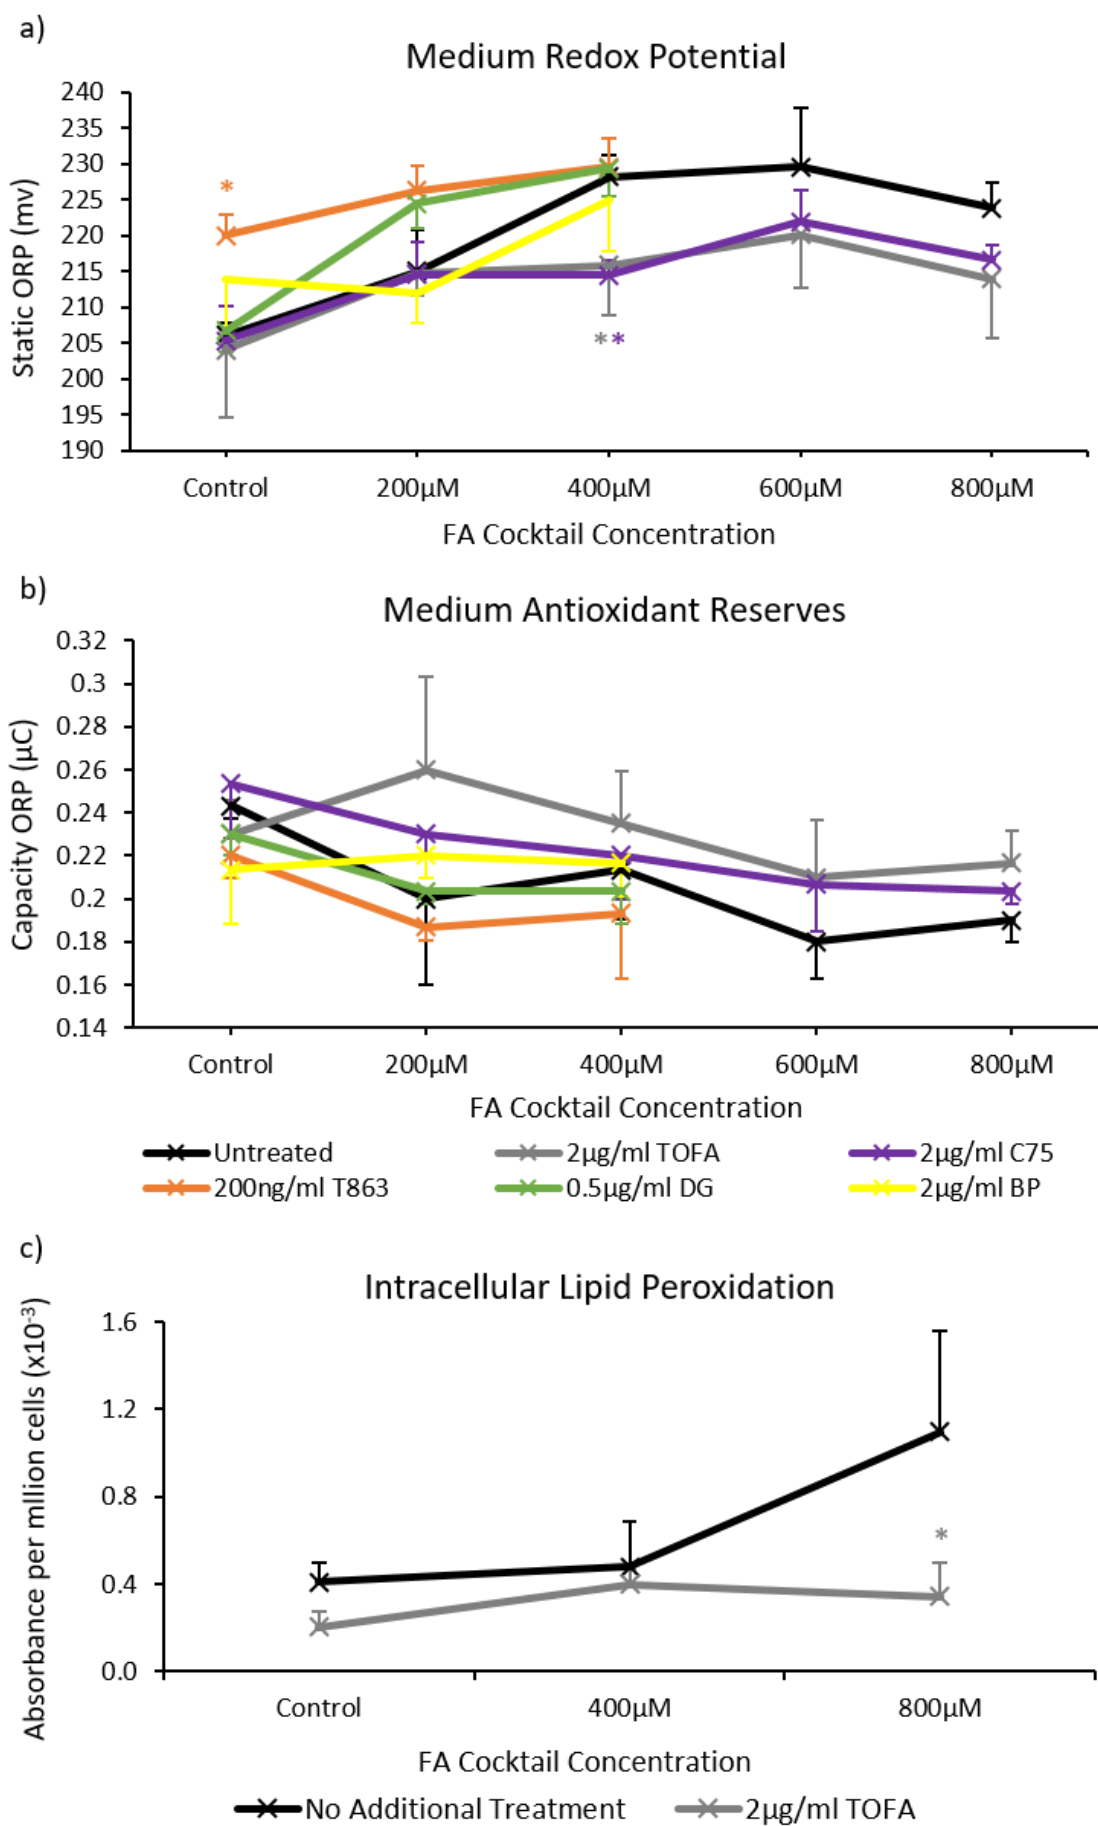 a)
Medium Redox Potential
Static ORP (mv)
240
235
230
225
220
215
210
205
200
195
190
*
* *
Control 200µM 400µM 600µM 800µM
FA Cocktail Concentration
b)
Medium Antioxidant Reserves
Capacity ORP (µC)
0.32
0.3
0.28
0.26
0.24
0.22
0.2
0.18
0.16
0.14
Control 200µM 400µM 600µM 800µM
FA Cocktail Concentration
Untreated 2µg/ml TOFA 2µg/ml C75
200ng/ml T863 0.5µg/ml DG 2µg/ml BP
c)
Intracellular Lipid Peroxidation
Absorbance per mllion cells (x10⁻³)
1.6
1.2
0.8
0.4
0.0
*
Control 400µM 800µM
FA Cocktail Concentration
No Additional Treatment 2µg/ml TOFA